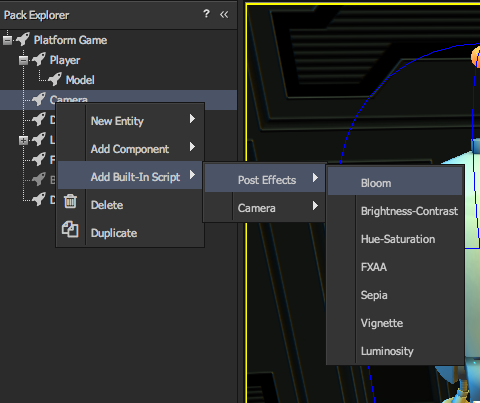 Pack Explorer ? «
Platform Game
Player
Model
Camera
D
L
F
D
New Entity
Add Component
Add Built-In Script
Delete
Duplicate
Post Effects
Camera
Bloom
Brightness-Contrast
Hue-Saturation
FXAA
Sepia
Vignette
Luminosity